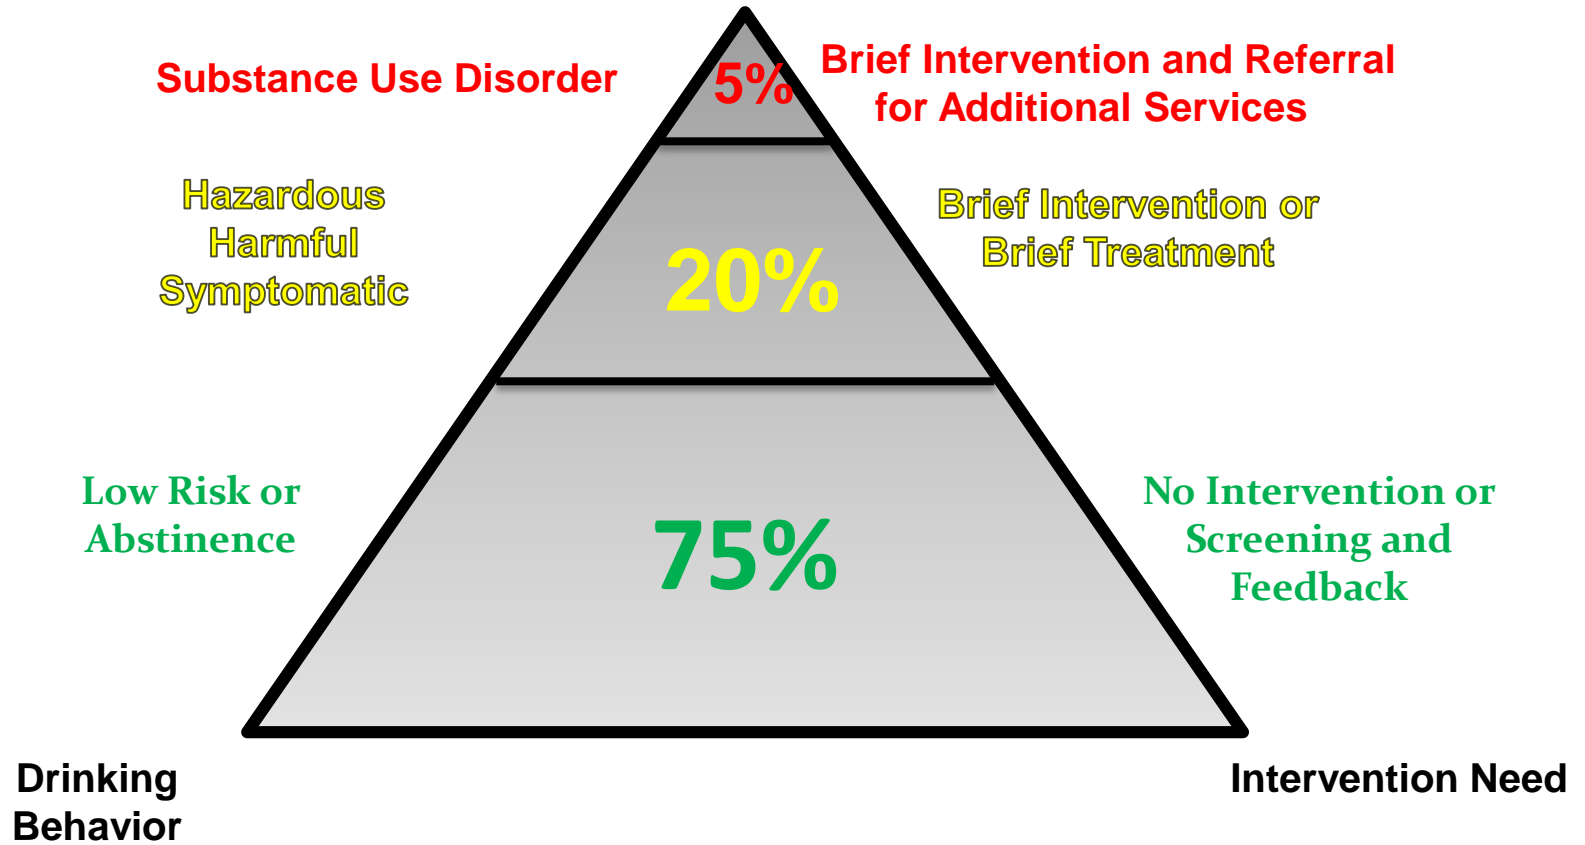 Substance Use Disorder
5%
Brief Intervention and Referral
for Additional Services
Hazardous
Harmful
Symptomatic
20%
Brief Intervention or
Brief Treatment
Low Risk or
Abstinence
75%
No Intervention or
Screening and
Feedback
Drinking
Behavior
Intervention Need